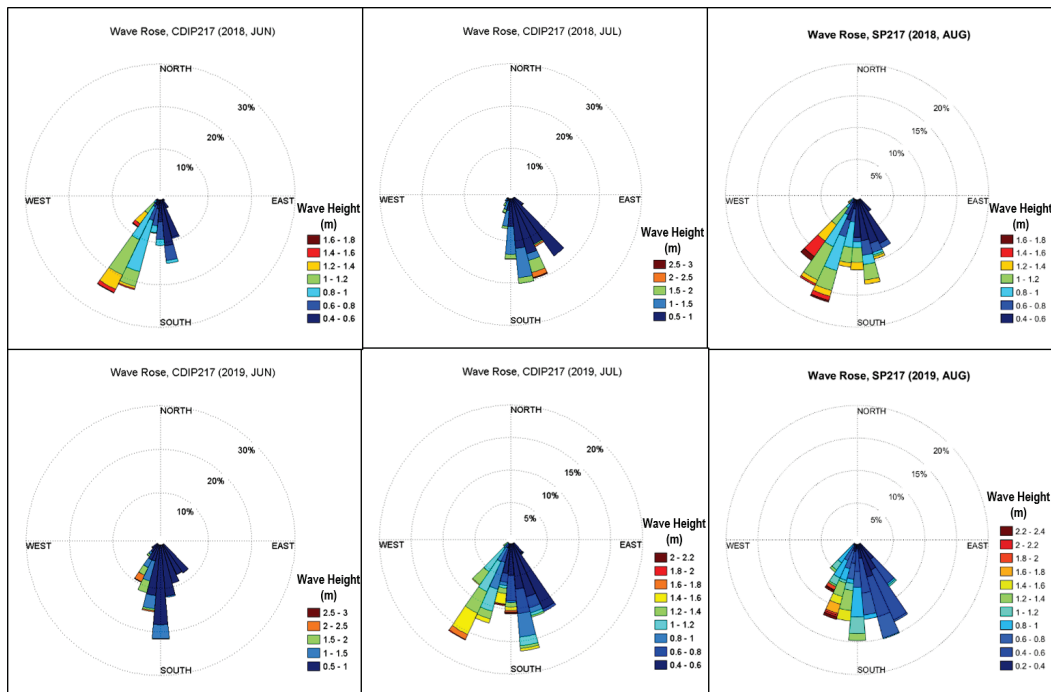 Wave Rose, CDIP217 (2018, JUN)
NORTH
30%
20%
10%
WEST
EAST
SOUTH
Wave Height
(m)
1.6 - 1.8
1.4 - 1.6
1.2 - 1.4
1 - 1.2
0.8 - 1
0.6 - 0.8
0.4 - 0.6
Wave Rose, CDIP217 (2018, JUL)
NORTH
30%
20%
10%
WEST
EAST
SOUTH
Wave Height
(m)
2.5 - 3
2 - 2.5
1.5 - 2
1 - 1.5
0.5 - 1
Wave Rose, SP217 (2018, AUG)
NORTH
20%
15%
10%
5%
WEST
EAST
SOUTH
Wave Height
(m)
1.6 - 1.8
1.4 - 1.6
1.2 - 1.4
1 - 1.2
0.8 - 1
0.6 - 0.8
0.4 - 0.6
Wave Rose, CDIP217 (2019, JUN)
NORTH
30%
20%
10%
WEST
EAST
SOUTH
Wave Height
(m)
2.5 - 3
2 - 2.5
1.5 - 2
1 - 1.5
0.5 - 1
Wave Rose, CDIP217 (2019, JUL)
NORTH
20%
15%
10%
5%
WEST
EAST
SOUTH
Wave Height
(m)
2 - 2.2
1.8 - 2
1.6 - 1.8
1.4 - 1.6
1.2 - 1.4
1 - 1.2
0.8 - 1
0.6 - 0.8
0.4 - 0.6
Wave Rose, SP217 (2019, AUG)
NORTH
20%
15%
10%
5%
WEST
EAST
SOUTH
Wave Height
(m)
2.2 - 2.4
2 - 2.2
1.8 - 2
1.6 - 1.8
1.4 - 1.6
1.2 - 1.4
1 - 1.2
0.8 - 1
0.6 - 0.8
0.4 - 0.6
0.2 - 0.4